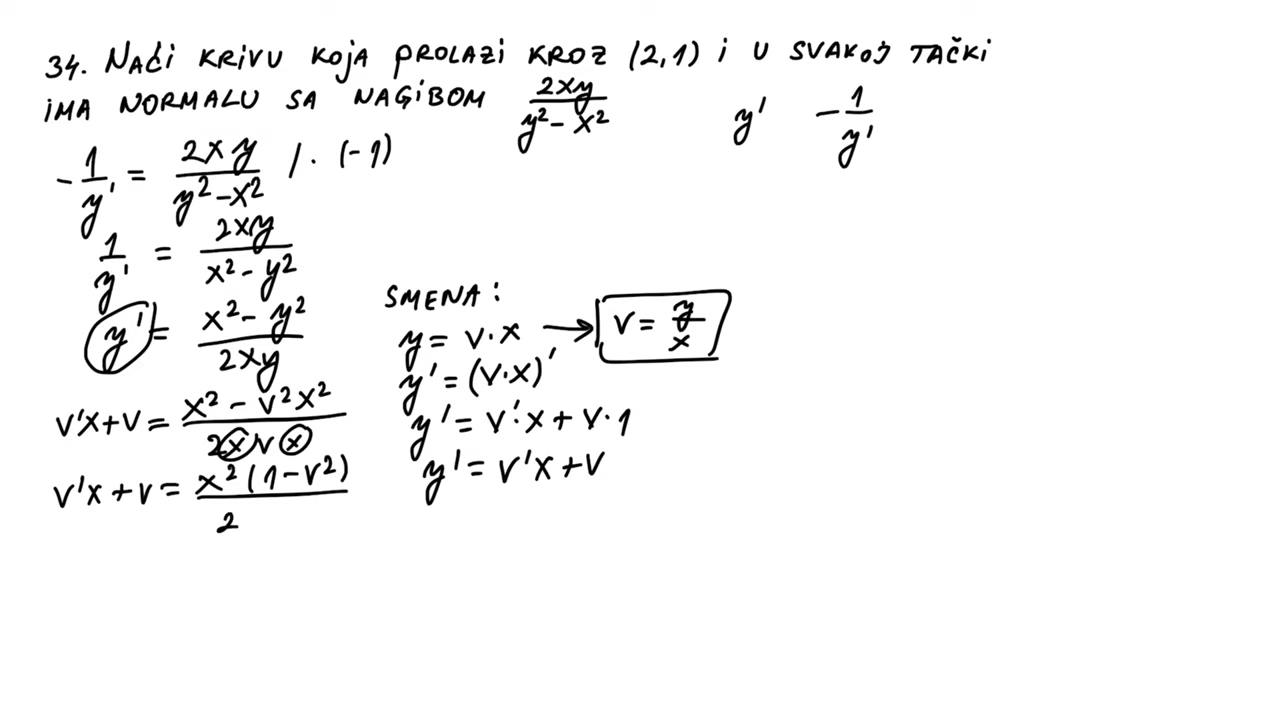 34. NAĆI KRIVU KOJA PROLAZI KROZ (2,1) I U SVAKOJ TAČKI
IMA NORMALU SA NAGIBOM 2xy / (y² - x²)   y'   -1/y'
-1/y' = 2xy / (y² - x²) /·(-1)
1/y' = 2xy / (x² - y²)
y' = (x² - y²) / 2xy
v'x + v = (x² - v²x²) / 2xvx
v'x + v = x²(1 - v²) / 2
SMENA:
y = v·x → v = y/x
y' = (v·x)'
y' = v'·x + v·1
y' = v'x + v